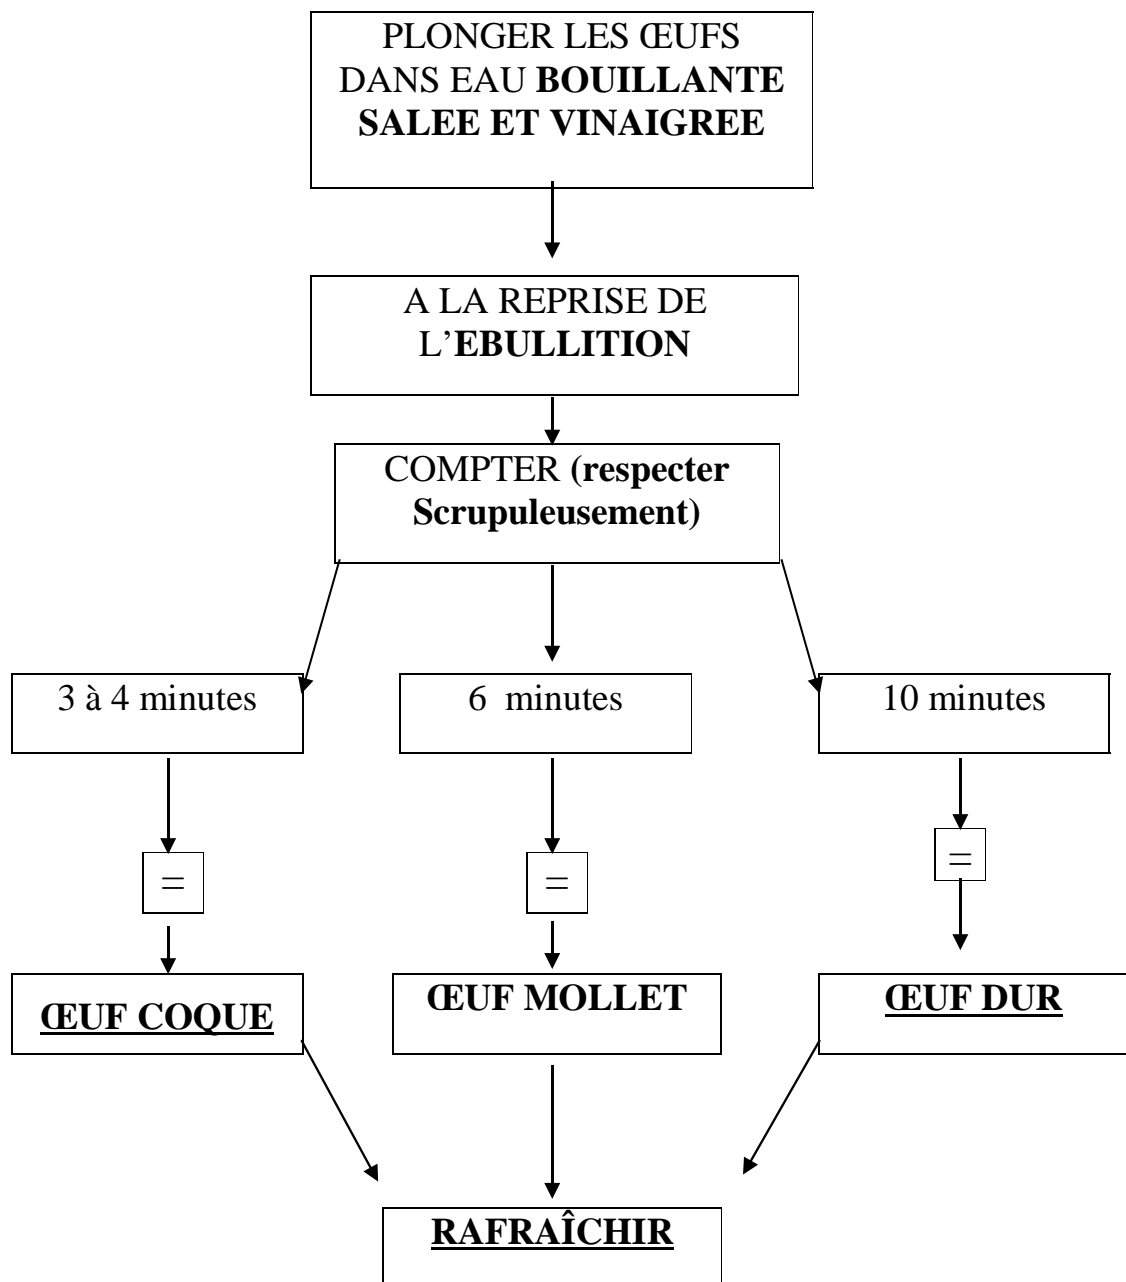 PLONGER LES ŒUFS
DANS EAU BOUILLANTE
SALEE ET VINAIGREE
A LA REPRISE DE
L’EBULLITION
COMPTER (respecter
Scrupuleusement)
3 à 4 minutes
6 minutes
10 minutes
=
=
=
ŒUF COQUE
ŒUF MOLLET
ŒUF DUR
RAFRAÎCHIR